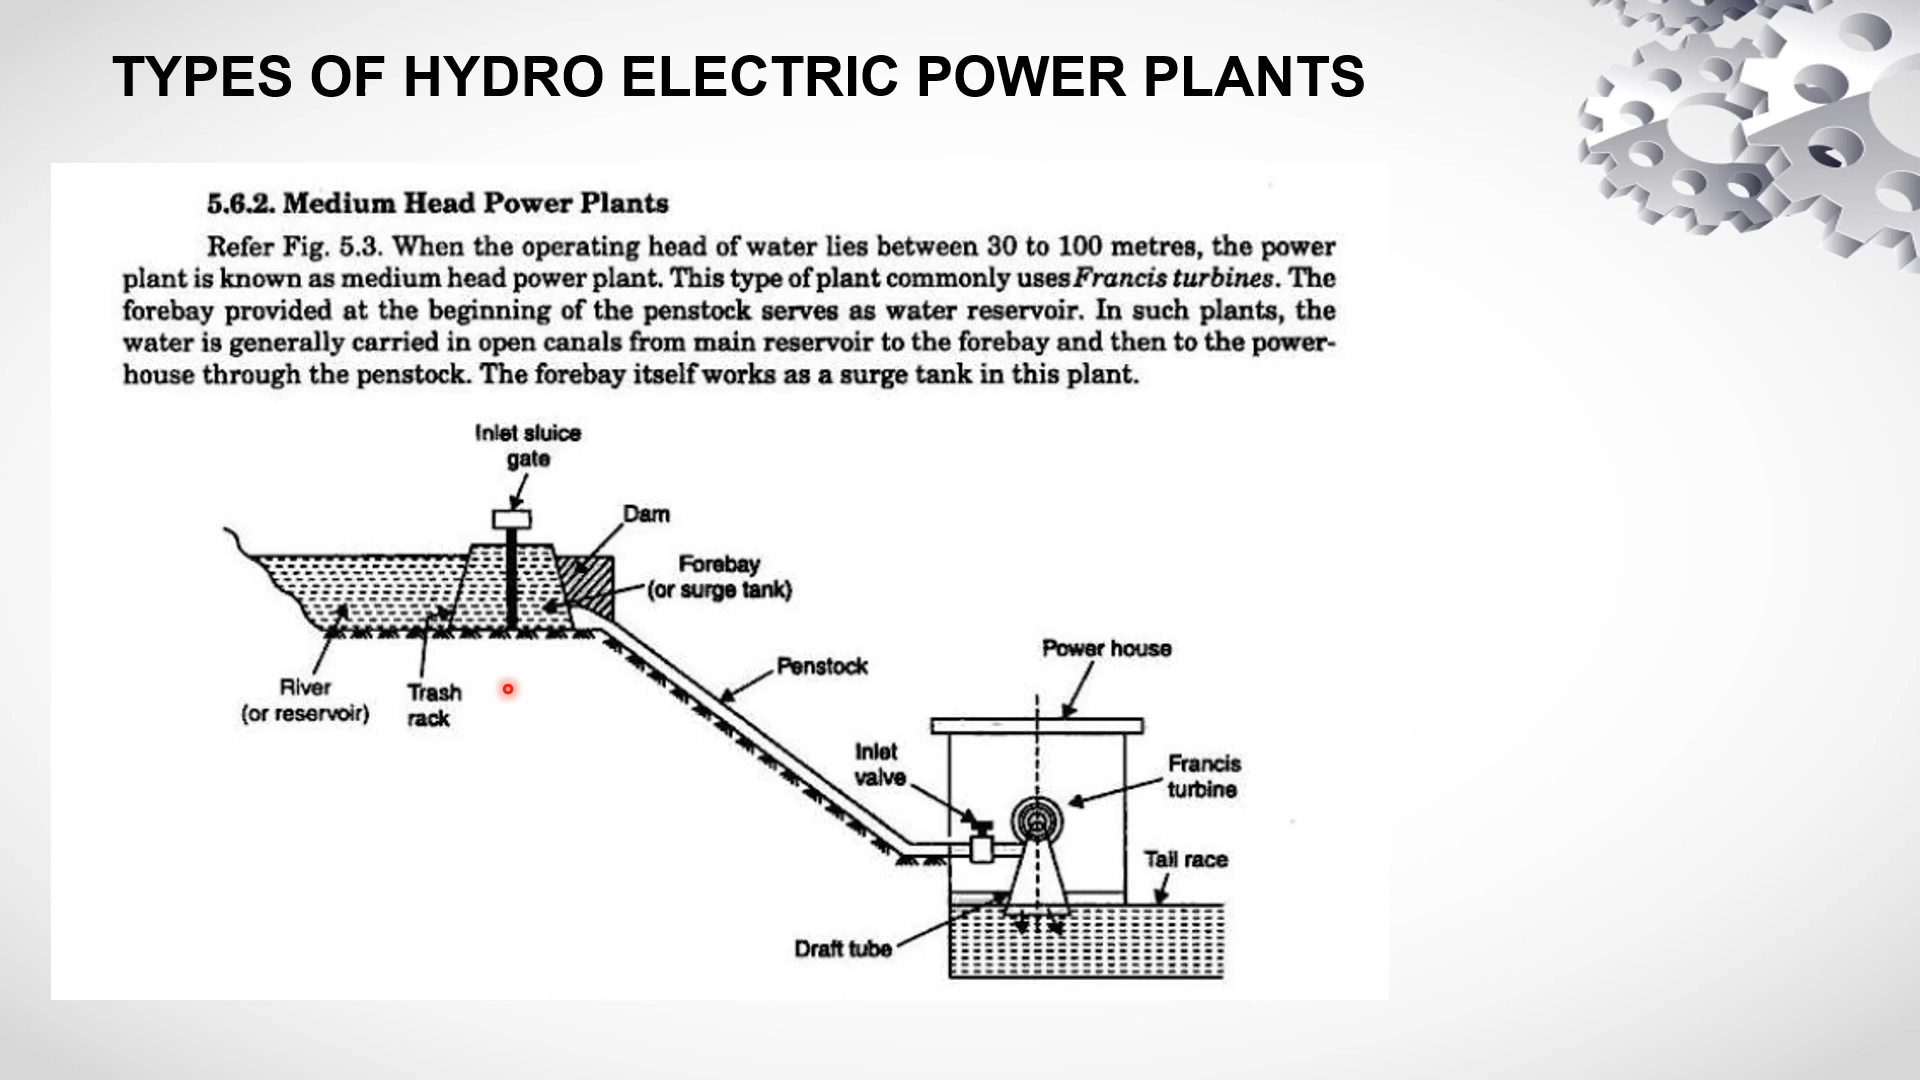 TYPES OF HYDRO ELECTRIC POWER PLANTS
5.6.2. Medium Head Power Plants
Refer Fig. 5.3. When the operating head of water lies between 30 to 100 metres, the power
plant is known as medium head power plant. This type of plant commonly uses Francis turbines. The
forebay provided at the beginning of the penstock serves as water reservoir. In such plants, the
water is generally carried in open canals from main reservoir to the forebay and then to the power-
house through the penstock. The forebay itself works as a surge tank in this plant.
Inlet sluice
gate
Dam
Forebay
(or surge tank)
Power house
Penstock
River
(or reservoir)
Trash
rack
Inlet
valve
Francis
turbine
Tail race
Draft tube